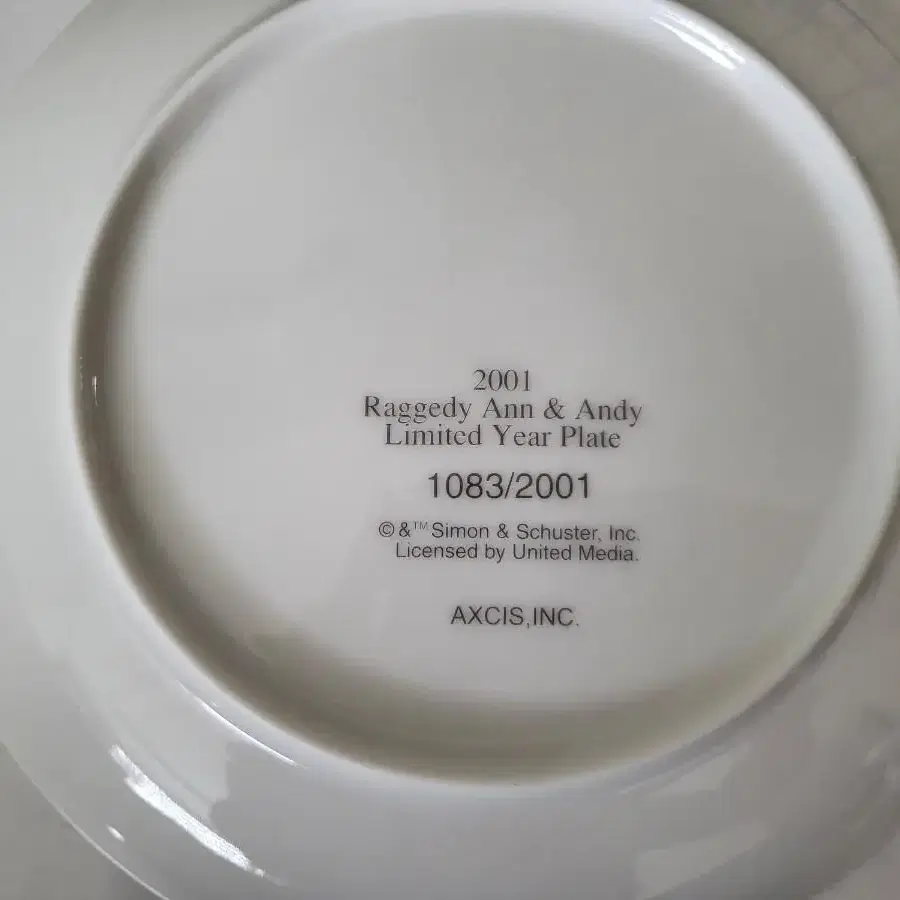 2001
Raggedy Ann & Andy
Limited Year Plate
1083/2001
©&™ Simon & Schuster, Inc.
Licensed by United Media.
AXCIS,INC.